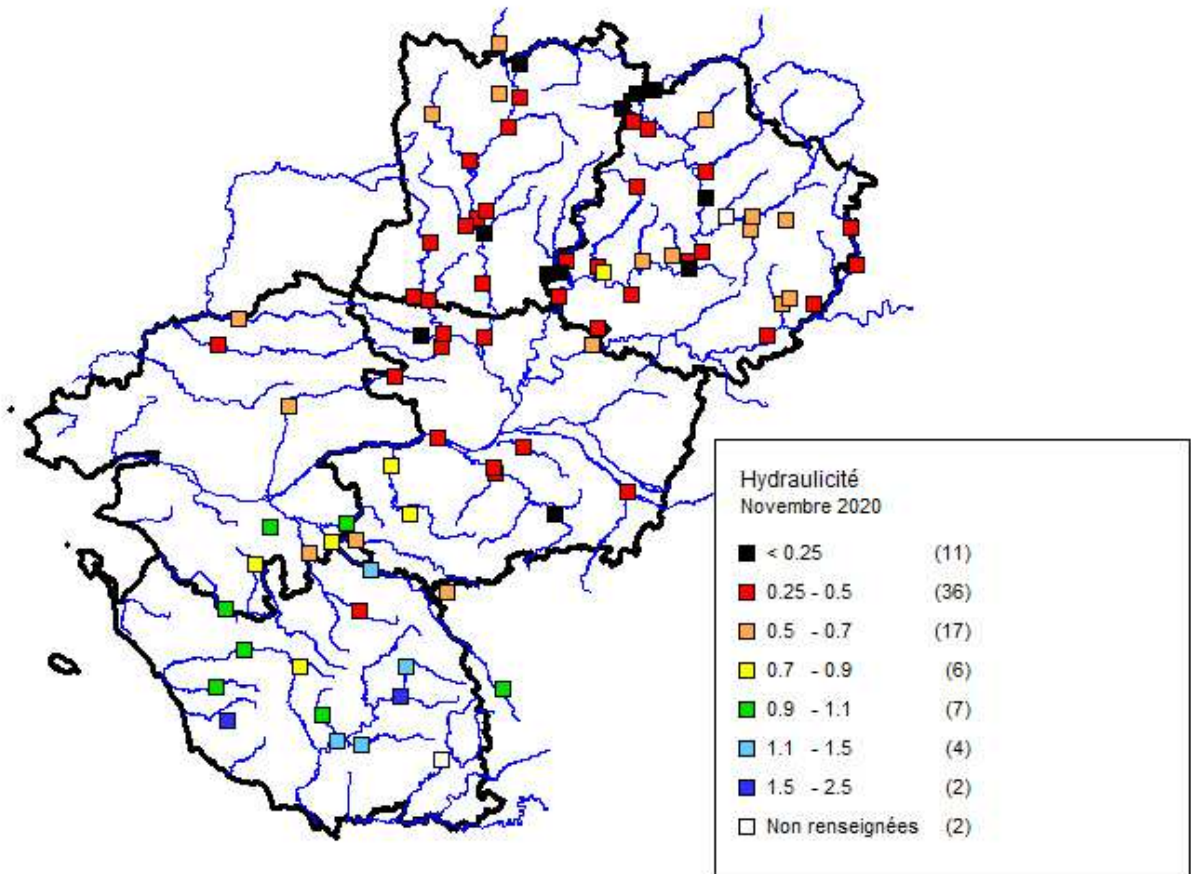 Hydraulicité
Novembre 2020
< 0.25 (11)
0.25 - 0.5 (36)
0.5 - 0.7 (17)
0.7 - 0.9 (6)
0.9 - 1.1 (7)
1.1 - 1.5 (4)
1.5 - 2.5 (2)
Non renseignées (2)